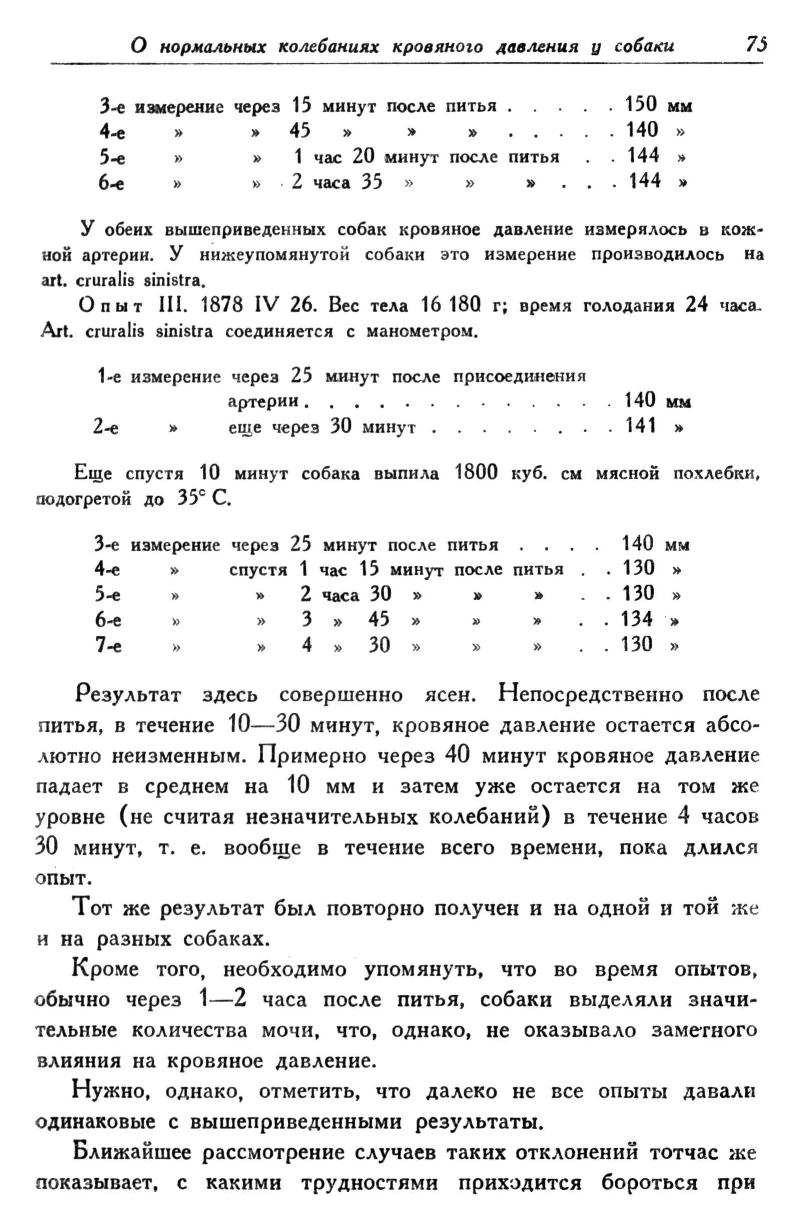 О нормальных колебаниях кровяного давления у собаки 75
3-е измерение через 15 минут после питья . . . . . 150 мм
4-е » » 45 » » » . . . . . 140 »
5-е » » 1 час 20 минут после питья . . 144 »
6-е » » 2 часа 35 » » » . . . 144 »
У обеих вышеприведенных собак кровяное давление измерялось в кож-
ной артерии. У нижеупомянутой собаки это измерение производилось на
art. cruralis sinistra.
Опыт III. 1878 IV 26. Вес тела 16 180 г; время голодания 24 часа.
Art. cruralis sinistra соединяется с манометром.
1-е измерение через 25 минут после присоединения
артерии . . . . . . . . . . . . . 140 мм
2-е » еще через 30 минут . . . . . . . . 141 »
Еще спустя 10 минут собака выпила 1800 куб. см мясной похлебки,
подогретой до 35° С.
3-е измерение через 25 минут после питья . . . . 140 мм
4-е » спустя 1 час 15 минут после питья . . 130 »
5-е » » 2 часа 30 » » » . . 130 »
6-е » » 3 » 45 » » » . . 134 »
7-е » » 4 » 30 » » » . . 130 »
Результат здесь совершенно ясен. Непосредственно после
питья, в течение 10—30 минут, кровяное давление остается абсо-
лютно неизменным. Примерно через 40 минут кровяное давление
падает в среднем на 10 мм и затем уже остается на том же
уровне (не считая незначительных колебаний) в течение 4 часов
30 минут, т. е. вообще в течение всего времени, пока длился
опыт.
Тот же результат был повторно получен и на одной и той же
и на разных собаках.
Кроме того, необходимо упомянуть, что во время опытов,
обычно через 1—2 часа после питья, собаки выделяли значи-
тельные количества мочи, что, однако, не оказывало заметного
влияния на кровяное давление.
Нужно, однако, отметить, что далеко не все опыты давали
одинаковые с вышеприведенными результаты.
Ближайшее рассмотрение случаев таких отклонений тотчас же
показывает, с какими трудностями приходится бороться при